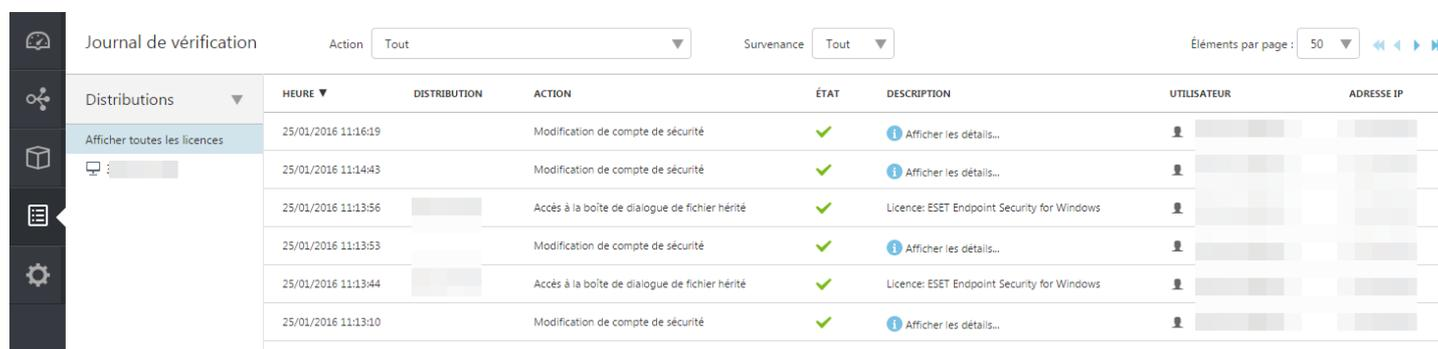 Journal de vérification Action Tout Survenance Tout Éléments par page : 50
Distributions HEURE DISTRIBUTION ACTION ÉTAT DESCRIPTION UTILISATEUR ADRESSE IP
Afficher toutes les licences
25/01/2016 11:16:19 Modification de compte de sécurité Afficher les détails...
25/01/2016 11:14:43 Modification de compte de sécurité Afficher les détails...
25/01/2016 11:13:56 Accès à la boîte de dialogue de fichier hérité Licence: ESET Endpoint Security for Windows
25/01/2016 11:13:53 Modification de compte de sécurité Afficher les détails...
25/01/2016 11:13:44 Accès à la boîte de dialogue de fichier hérité Licence: ESET Endpoint Security for Windows
25/01/2016 11:13:10 Modification de compte de sécurité Afficher les détails...